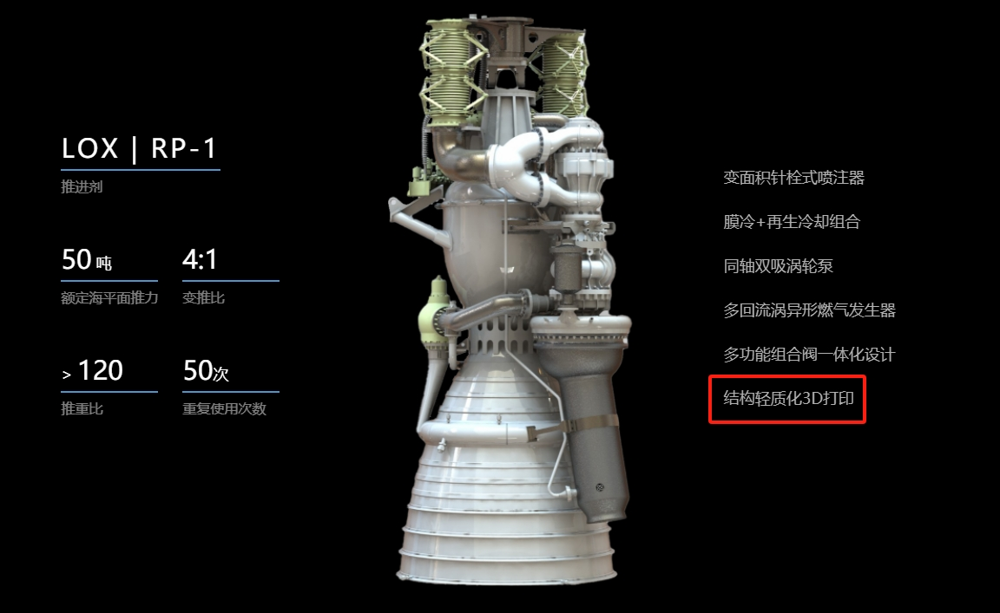 LOX | RP-1
推进剂
50 吨
额定海平面推力
4:1
变推比
> 120
推重比
50次
重复使用次数
变面积针栓式喷注器
膜冷+再生冷却组合
同轴双吸涡轮泵
多回流涡异形燃气发生器
多功能组合阀一体化设计
结构轻质化3D打印